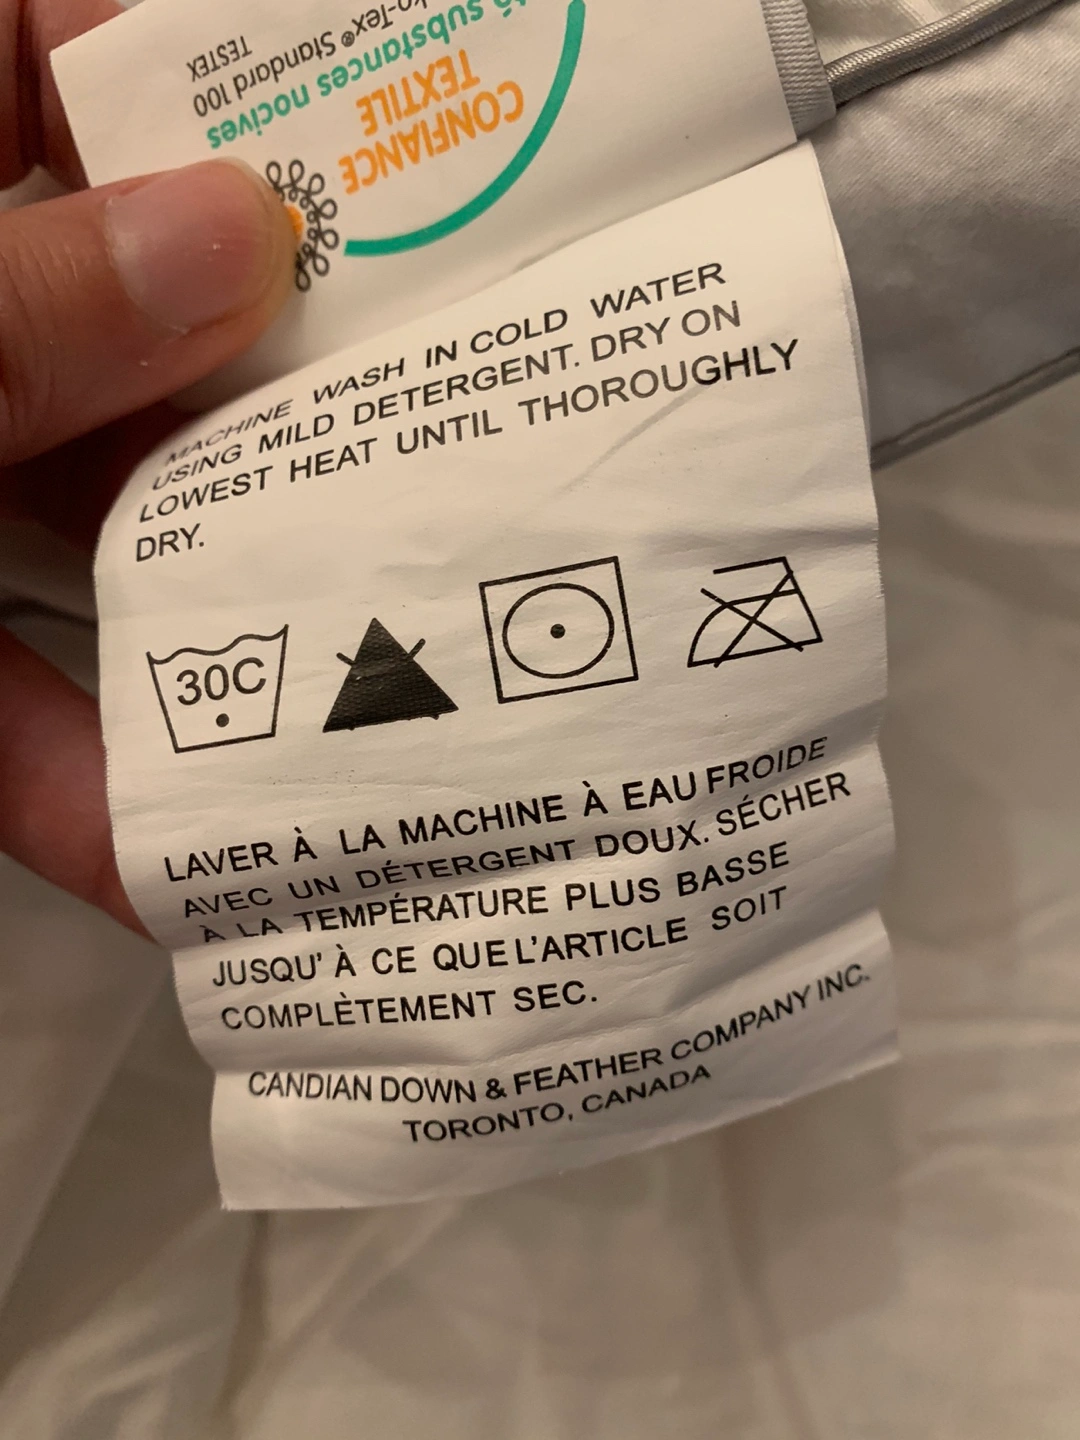 CONFIANCE
TEXTILE
substances nocives
Standard 100
TESTEX
MACHINE WASH IN COLD WATER
USING MILD DETERGENT. DRY ON
LOWEST HEAT UNTIL THOROUGHLY
DRY.
30C
LAVER À LA MACHINE À EAU FROIDE
AVEC UN DÉTERGENT DOUX. SÉCHER
À LA TEMPÉRATURE PLUS BASSE
JUSQU' À CE QUE L'ARTICLE SOIT
COMPLÈTEMENT SEC.
CANDIAN DOWN & FEATHER COMPANY INC.
TORONTO, CANADA